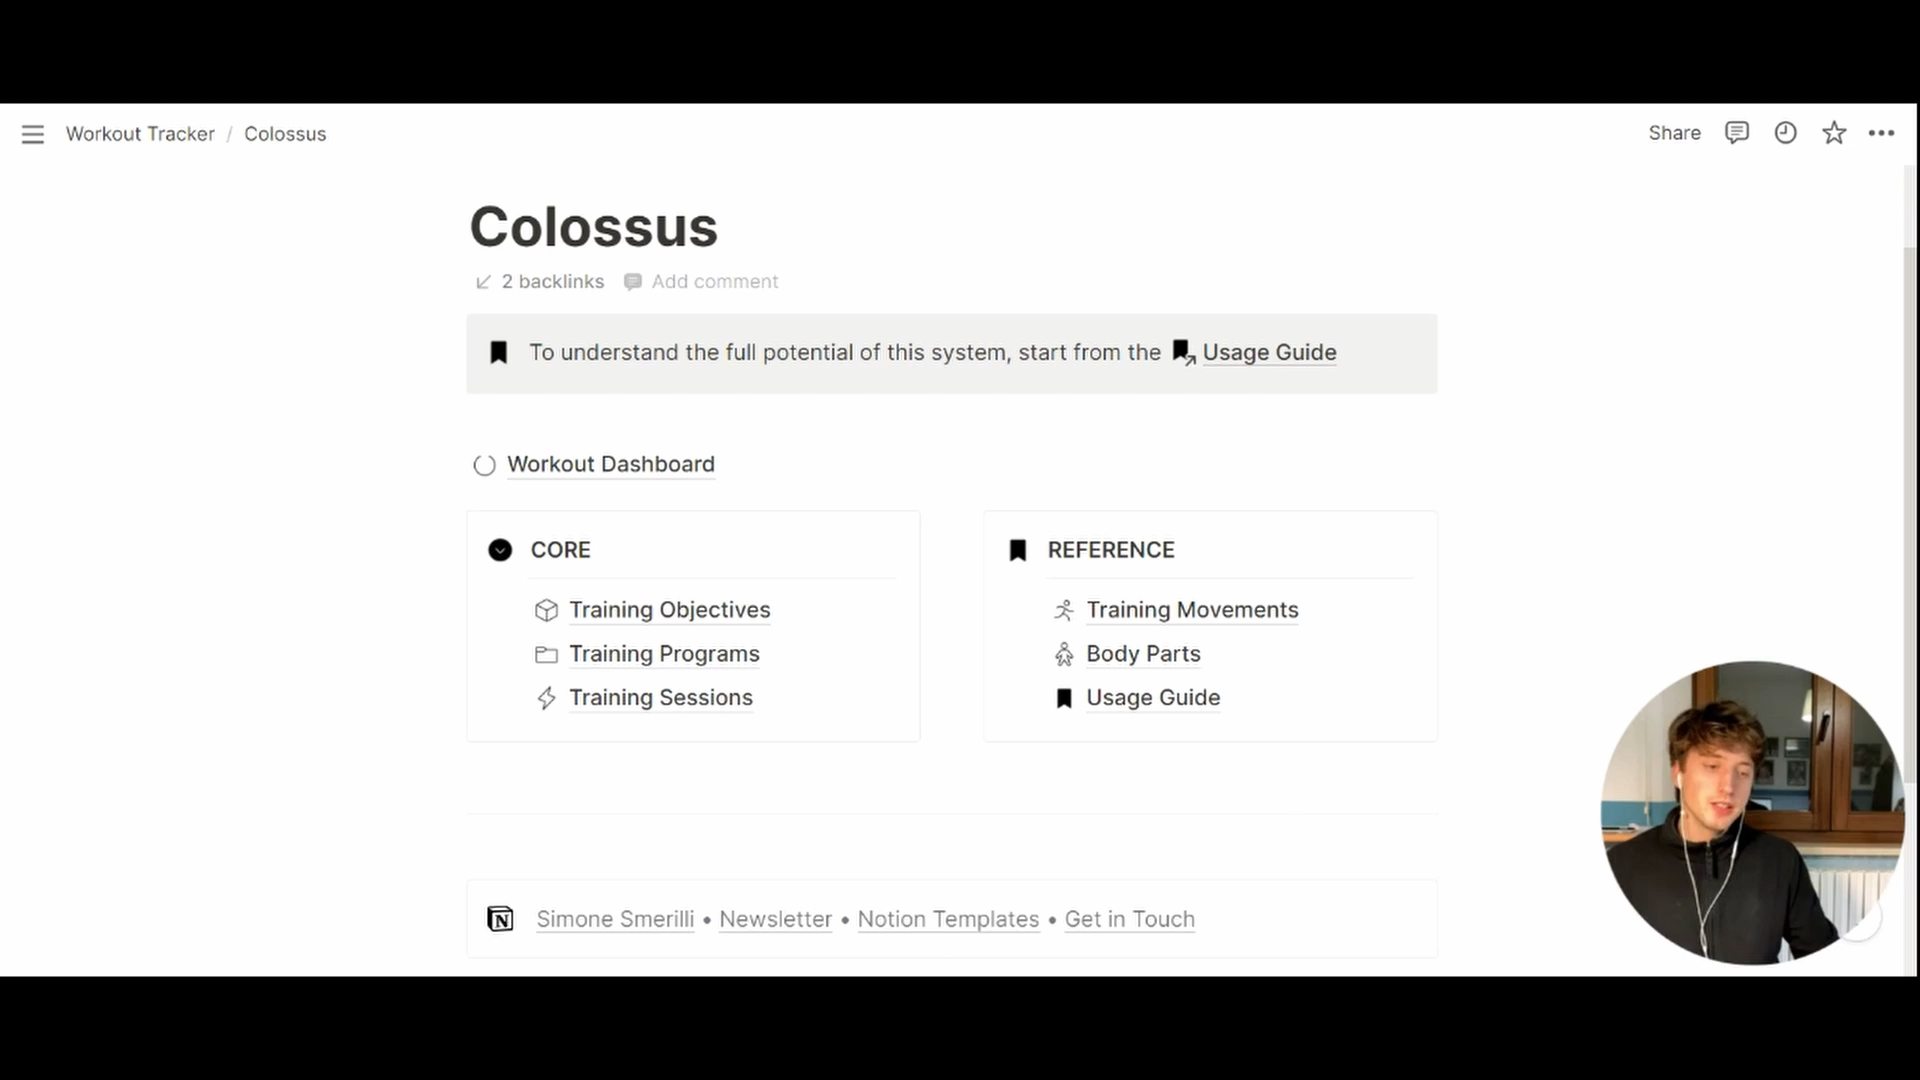 Workout Tracker / Colossus
Share
Colossus
2 backlinks Add comment
To understand the full potential of this system, start from the Usage Guide
Workout Dashboard
CORE
Training Objectives
Training Programs
Training Sessions
REFERENCE
Training Movements
Body Parts
Usage Guide
Simone Smerilli • Newsletter • Notion Templates • Get in Touch